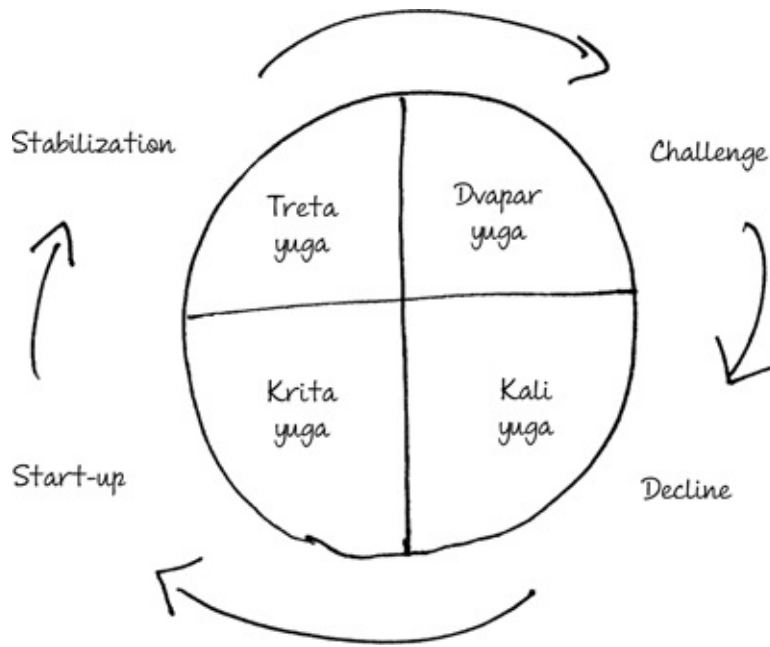 Stabilization
Challenge
Treta
yuga
Dvapar
yuga
Krita
yuga
Kali
yuga
Start-up
Decline